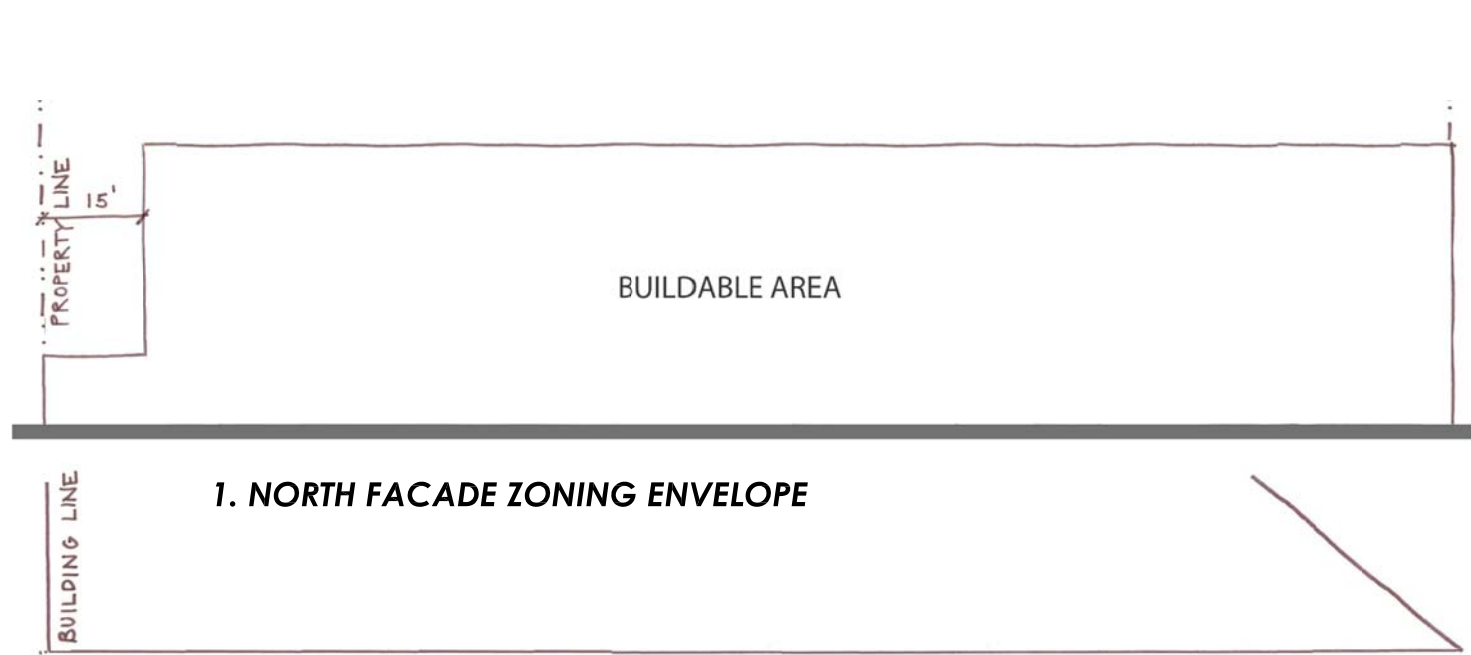 PROPERTY LINE
15'
BUILDABLE AREA
1. NORTH FACADE ZONING ENVELOPE
BUILDING LINE